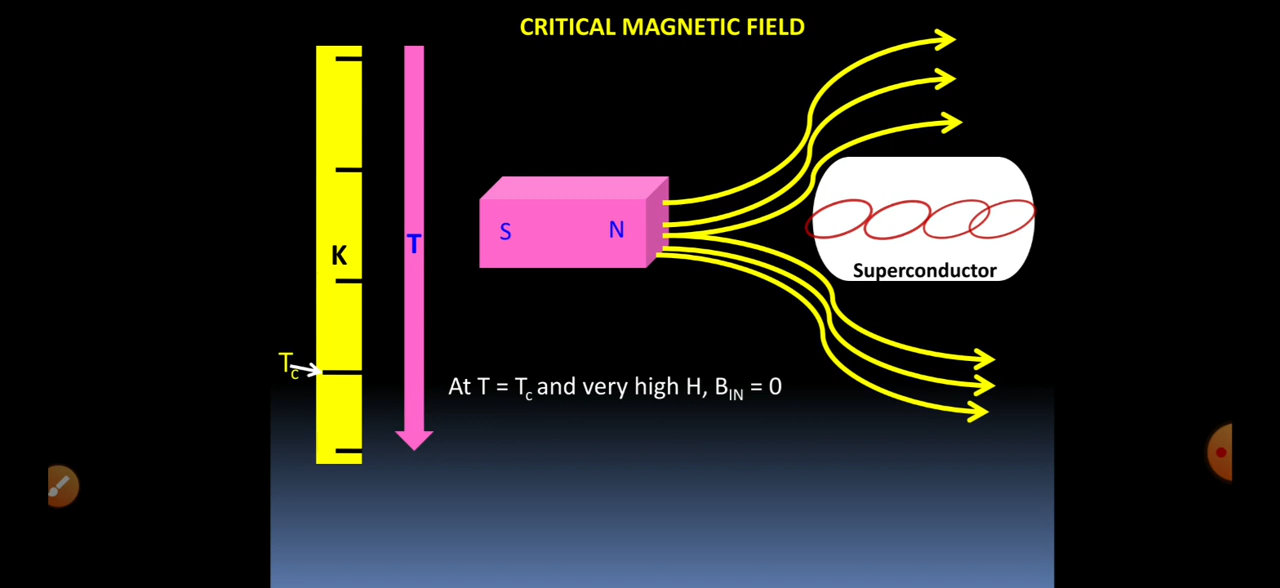 CRITICAL MAGNETIC FIELD
K
T
S
N
Superconductor
Tc
At T = Tc and very high H, BIN = 0